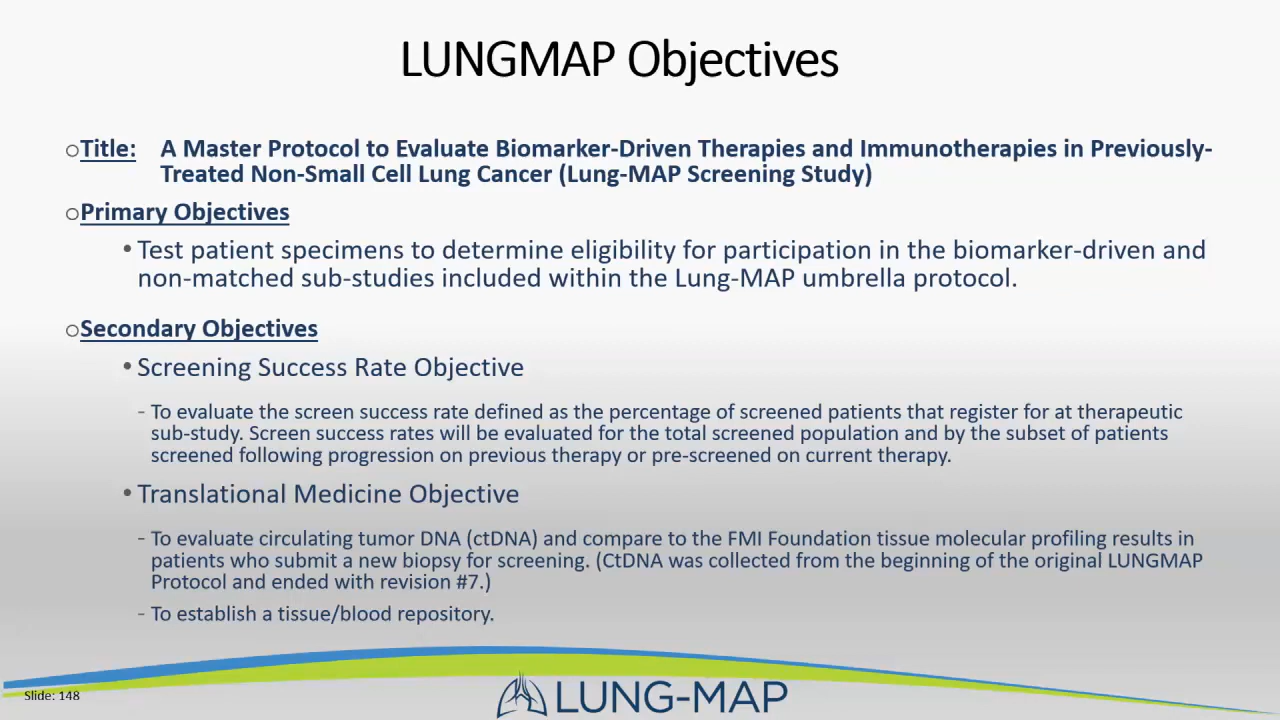 LUNGMAP Objectives
oTitle: A Master Protocol to Evaluate Biomarker-Driven Therapies and Immunotherapies in Previously-
Treated Non-Small Cell Lung Cancer (Lung-MAP Screening Study)
oPrimary Objectives
• Test patient specimens to determine eligibility for participation in the biomarker-driven and
non-matched sub-studies included within the Lung-MAP umbrella protocol.
oSecondary Objectives
• Screening Success Rate Objective
- To evaluate the screen success rate defined as the percentage of screened patients that register for at therapeutic
sub-study. Screen success rates will be evaluated for the total screened population and by the subset of patients
screened following progression on previous therapy or pre-screened on current therapy.
• Translational Medicine Objective
- To evaluate circulating tumor DNA (ctDNA) and compare to the FMI Foundation tissue molecular profiling results in
patients who submit a new biopsy for screening. (CtDNA was collected from the beginning of the original LUNGMAP
Protocol and ended with revision #7.)
- To establish a tissue/blood repository.
Slide: 148
LUNG-MAP